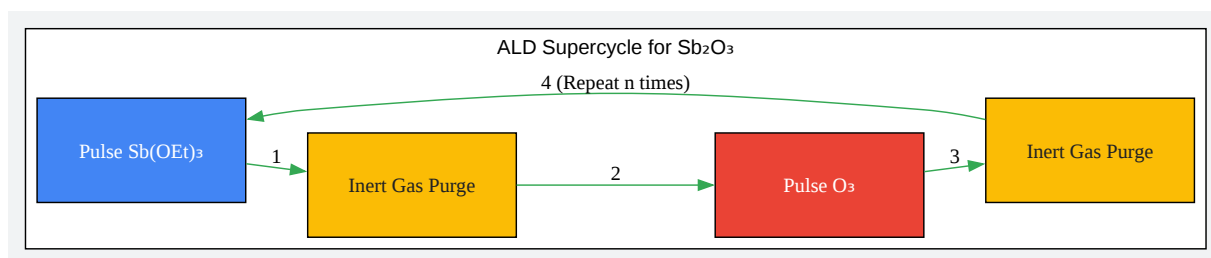 ALD Supercycle for Sb₂O₃
4 (Repeat n times)
Pulse Sb(OEt)₃
1
Inert Gas Purge
2
Pulse O₃
3
Inert Gas Purge